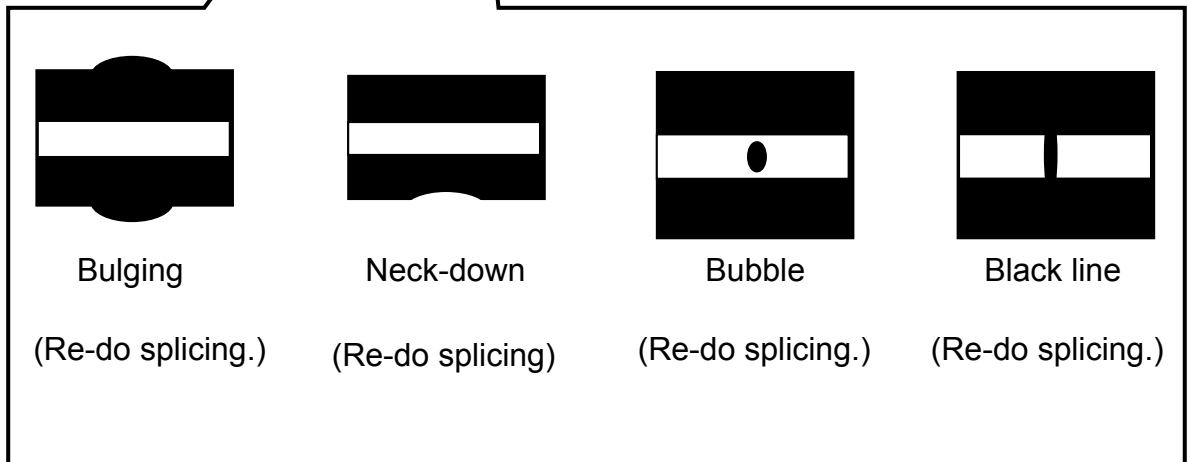 Bulging Neck-down Bubble Black line
(Re-do splicing.) (Re-do splicing) (Re-do splicing.) (Re-do splicing.)